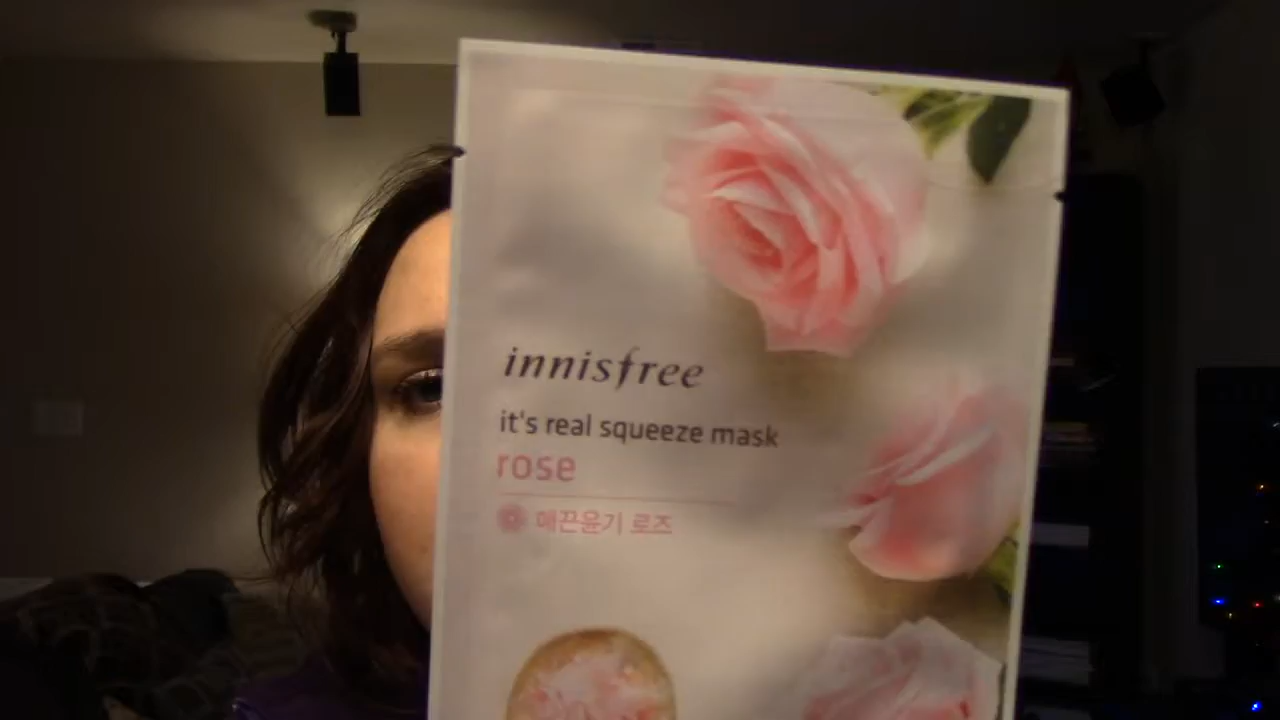 innisfree
it's real squeeze mask
rose
매끈윤기 로즈